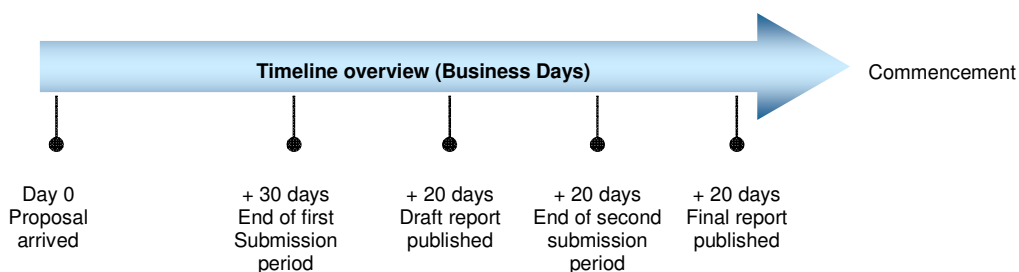 Timeline overview (Business Days)
Commencement
Day 0
Proposal
arrived
+ 30 days
End of first
Submission
period
+ 20 days
Draft report
published
+ 20 days
End of second
submission
period
+ 20 days
Final report
published